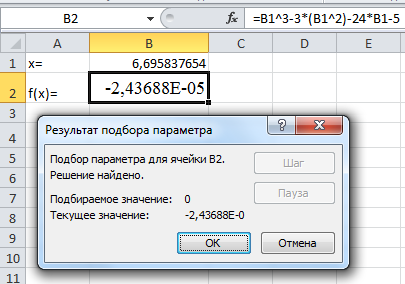 B2 fx =B1^3-3*(B1^2)-24*B1-5
A B C D E
1 x= 6,695837654
2 f(x)= -2,43688E-05
3
4
5
6
7
8
9
10
11
Результат подбора параметра
Подбор параметра для ячейки B2.
Решение найдено.
Подбираемое значение: 0
Текущее значение: -2,43688E-0
Шаг
Пауза
ОК Отмена